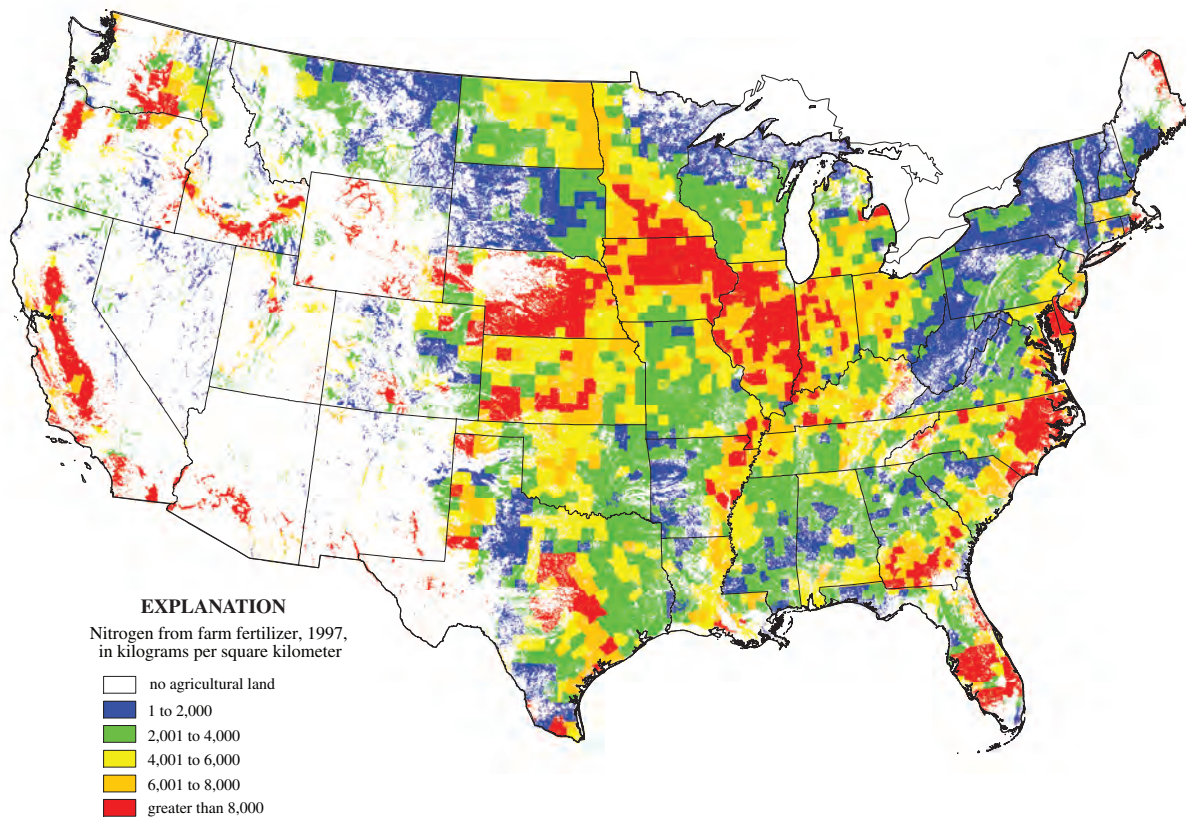 EXPLANATION
Nitrogen from farm fertilizer, 1997,
in kilograms per square kilometer
no agricultural land
1 to 2,000
2,001 to 4,000
4,001 to 6,000
6,001 to 8,000
greater than 8,000